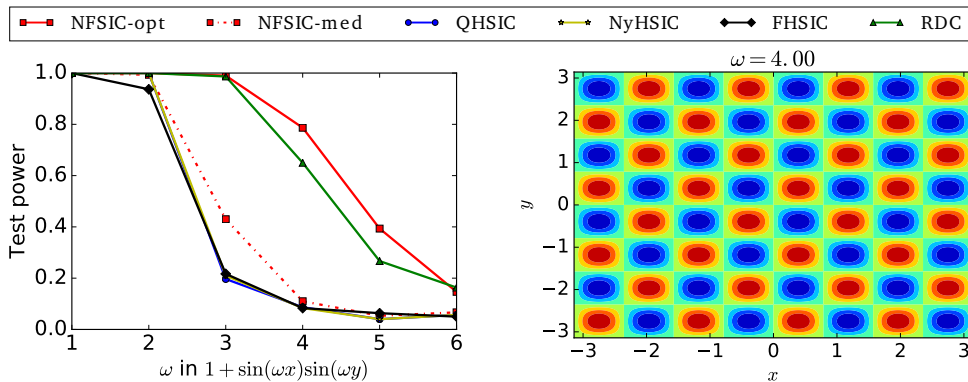 NFSIC-opt NFSIC-med QHSIC NyHSIC FHSIC RDC
1.0
0.8
0.6
0.4
0.2
0.0
Test power
1 2 3 4 5 6
ω in 1 + sin(ωx)sin(ωy)
ω = 4.00
3
2
1
0
−1
−2
−3
y
−3 −2 −1 0 1 2 3
x